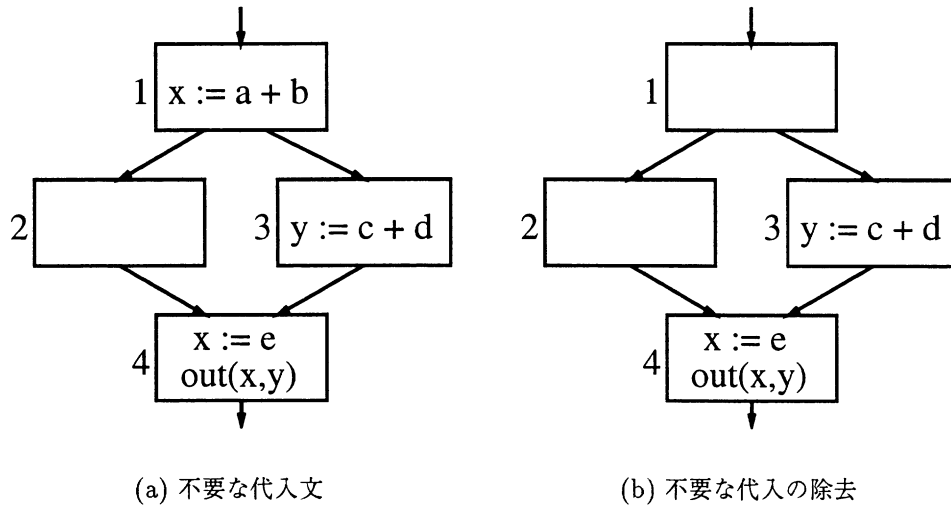 1 x := a + b
2
3 y := c + d
4 x := e
out(x,y)
(a) 不要な代入文
1
2
3 y := c + d
4 x := e
out(x,y)
(b) 不要な代入の除去